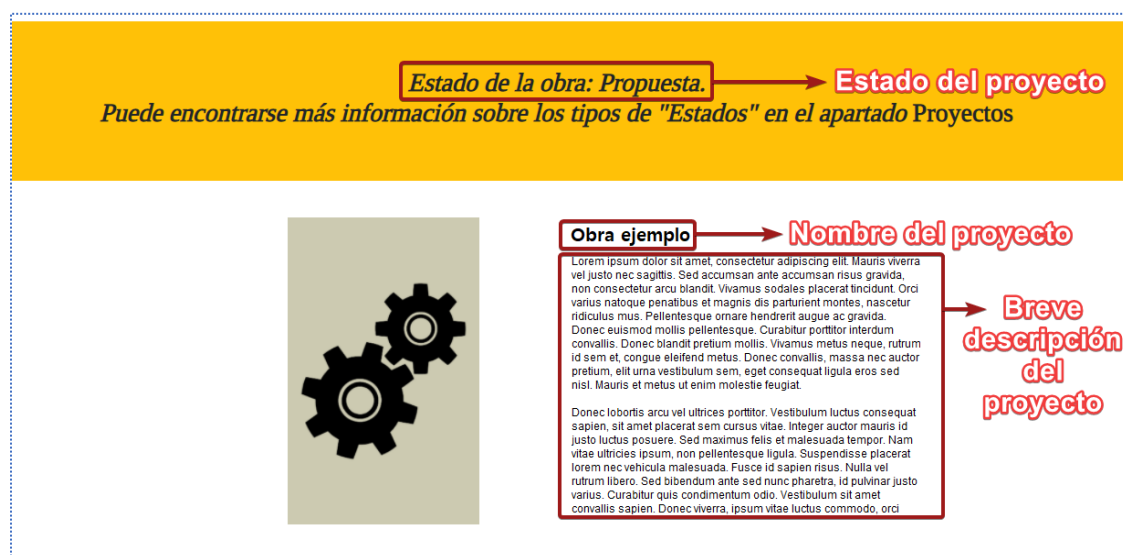 Estado de la obra: Propuesta.
Estado del proyecto
Puede encontrarse más información sobre los tipos de "Estados" en el apartado Proyectos
Obra ejemplo
Nombre del proyecto
Lorem ipsum dolor sit amet, consectetur adipiscing elit. Mauris viverra
vel justo nec sagittis. Sed accumsan ante accumsan risus gravida,
non consectetur arcu blandit. Vivamus sodales placerat tincidunt. Orci
varius natoque penatibus et magnis dis parturient montes, nascetur
ridiculus mus. Pellentesque ornare hendrerit augue ac gravida.
Donec euismod mollis pellentesque. Curabitur porttitor interdum
convallis. Donec blandit pretium mollis. Vivamus metus neque, rutrum
id sem et, congue eleifend metus. Donec convallis, massa nec auctor
pretium, elit urna vestibulum sem, eget consequat ligula eros sed
nisl. Mauris et metus ut enim molestie feugiat.
Donec lobortis arcu vel ultrices porttitor. Vestibulum luctus consequat
sapien, sit amet placerat sem cursus vitae. Integer auctor mauris id
justo luctus posuere. Sed maximus felis et malesuada tempor. Nam
vitae ultricies ipsum, non pellentesque ligula. Suspendisse placerat
lorem nec vehicula malesuada. Fusce id sapien risus. Nulla vel
rutrum libero. Sed bibendum ante sed nunc pharetra, id pulvinar justo
varius. Curabitur quis condimentum odio. Vestibulum sit amet
convallis sapien. Donec viverra, ipsum vitae luctus commodo, orci
Breve
descripción
del
proyecto